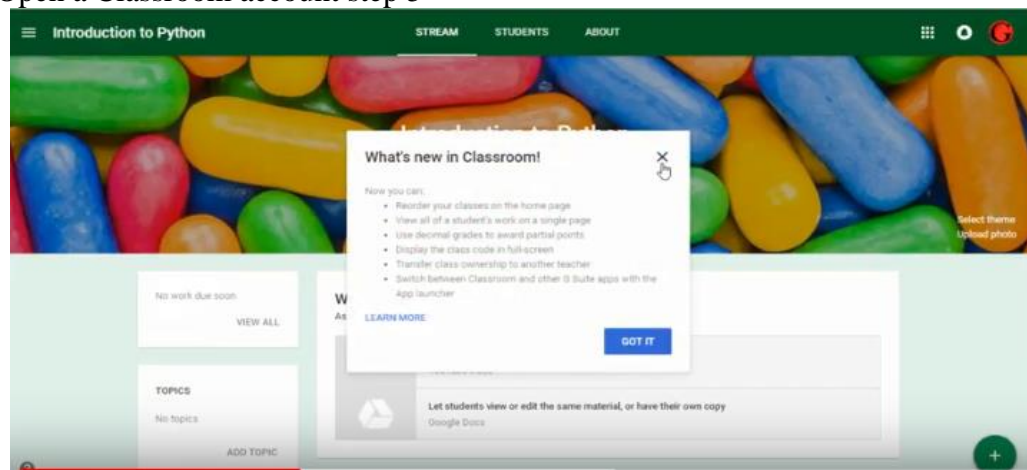 Open a Classroom account step 5
Introduction to Python
STREAM STUDENTS ABOUT
Introduction to Python
What's new in Classroom!
Now you can:
Reorder your classes on the home page
View all of a student's work on a single page
Use decimal grades to award partial points
Display the class code in full-screen
Transfer class ownership to another teacher
Switch between Classroom and other G Suite apps with the
App launcher
LEARN MORE
GOT IT
Select theme
Upload photo
No work due soon
VIEW ALL
TOPICS
No topics
ADD TOPIC
W
As
Let students view or edit the same material, or have their own copy
Google Docs
+